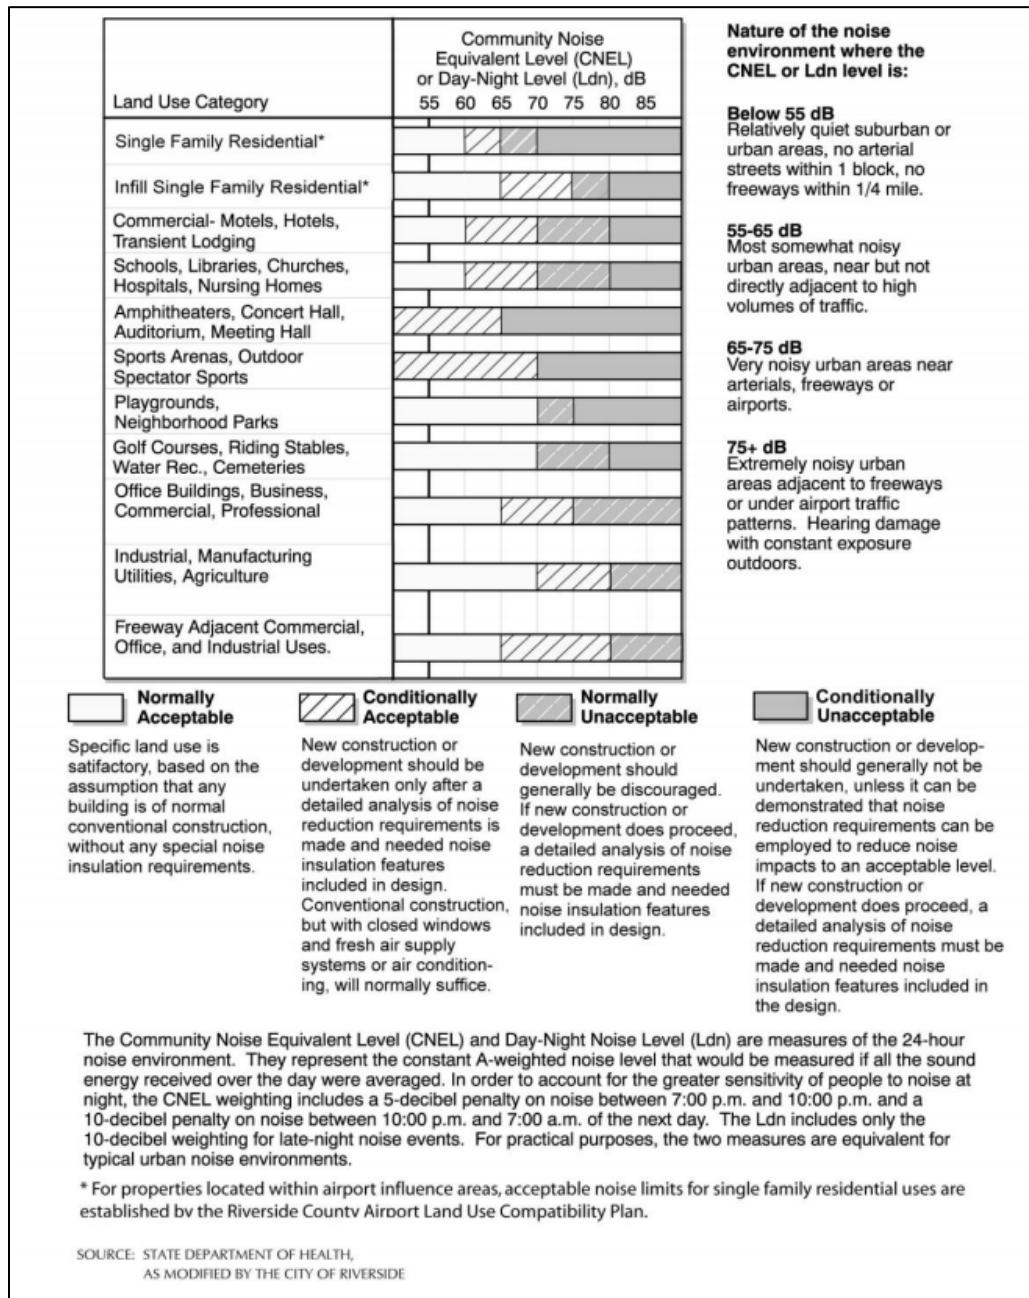 Community Noise
Equivalent Level (CNEL)
or Day-Night Level (Ldn), dB
Land Use Category
55 60 65 70 75 80 85
Single Family Residential*
Infill Single Family Residential*
Commercial- Motels, Hotels,
Transient Lodging
Schools, Libraries, Churches,
Hospitals, Nursing Homes
Amphitheaters, Concert Hall,
Auditorium, Meeting Hall
Sports Arenas, Outdoor
Spectator Sports
Playgrounds,
Neighborhood Parks
Golf Courses, Riding Stables,
Water Rec., Cemeteries
Office Buildings, Business,
Commercial, Professional
Industrial, Manufacturing
Utilities, Agriculture
Freeway Adjacent Commercial,
Office, and Industrial Uses.
Nature of the noise
environment where the
CNEL or Ldn level is:
Below 55 dB
Relatively quiet suburban or
urban areas, no arterial
streets within 1 block, no
freeways within 1/4 mile.
55-65 dB
Most somewhat noisy
urban areas, near but not
directly adjacent to high
volumes of traffic.
65-75 dB
Very noisy urban areas near
arterials, freeways or
airports.
75+ dB
Extremely noisy urban
areas adjacent to freeways
or under airport traffic
patterns. Hearing damage
with constant exposure
outdoors.
Normally
Acceptable
Specific land use is
satifactory, based on the
assumption that any
building is of normal
conventional construction,
without any special noise
insulation requirements.
Conditionally
Acceptable
New construction or
development should be
undertaken only after a
detailed analysis of noise
reduction requirements is
made and needed noise
insulation features
included in design.
Conventional construction,
but with closed windows
and fresh air supply
systems or air condition-
ing, will normally suffice.
Normally
Unacceptable
New construction or
development should
generally be discouraged.
If new construction or
development does proceed,
a detailed analysis of noise
reduction requirements
must be made and needed
noise insulation features
included in design.
Conditionally
Unacceptable
New construction or develop-
ment should generally not be
undertaken, unless it can be
demonstrated that noise
reduction requirements can be
employed to reduce noise
impacts to an acceptable level.
If new construction or
development does proceed, a
detailed analysis of noise
reduction requirements must be
made and needed noise
insulation features included in
the design.
The Community Noise Equivalent Level (CNEL) and Day-Night Noise Level (Ldn) are measures of the 24-hour
noise environment. They represent the constant A-weighted noise level that would be measured if all the sound
energy received over the day were averaged. In order to account for the greater sensitivity of people to noise at
night, the CNEL weighting includes a 5-decibel penalty on noise between 7:00 p.m. and 10:00 p.m. and a
10-decibel penalty on noise between 10:00 p.m. and 7:00 a.m. of the next day. The Ldn includes only the
10-decibel weighting for late-night noise events. For practical purposes, the two measures are equivalent for
typical urban noise environments.
* For properties located within airport influence areas, acceptable noise limits for single family residential uses are
established by the Riverside County Airport Land Use Compatibility Plan.
SOURCE: STATE DEPARTMENT OF HEALTH,
AS MODIFIED BY THE CITY OF RIVERSIDE